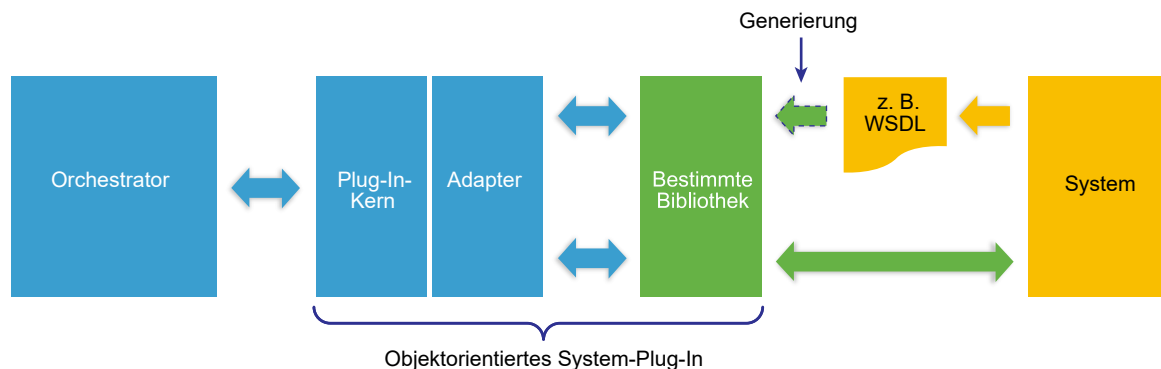 Generierung
Orchestrator
Plug-In-
Kern
Adapter
Bestimmte
Bibliothek
z. B.
WSDL
System
Objektorientiertes System-Plug-In